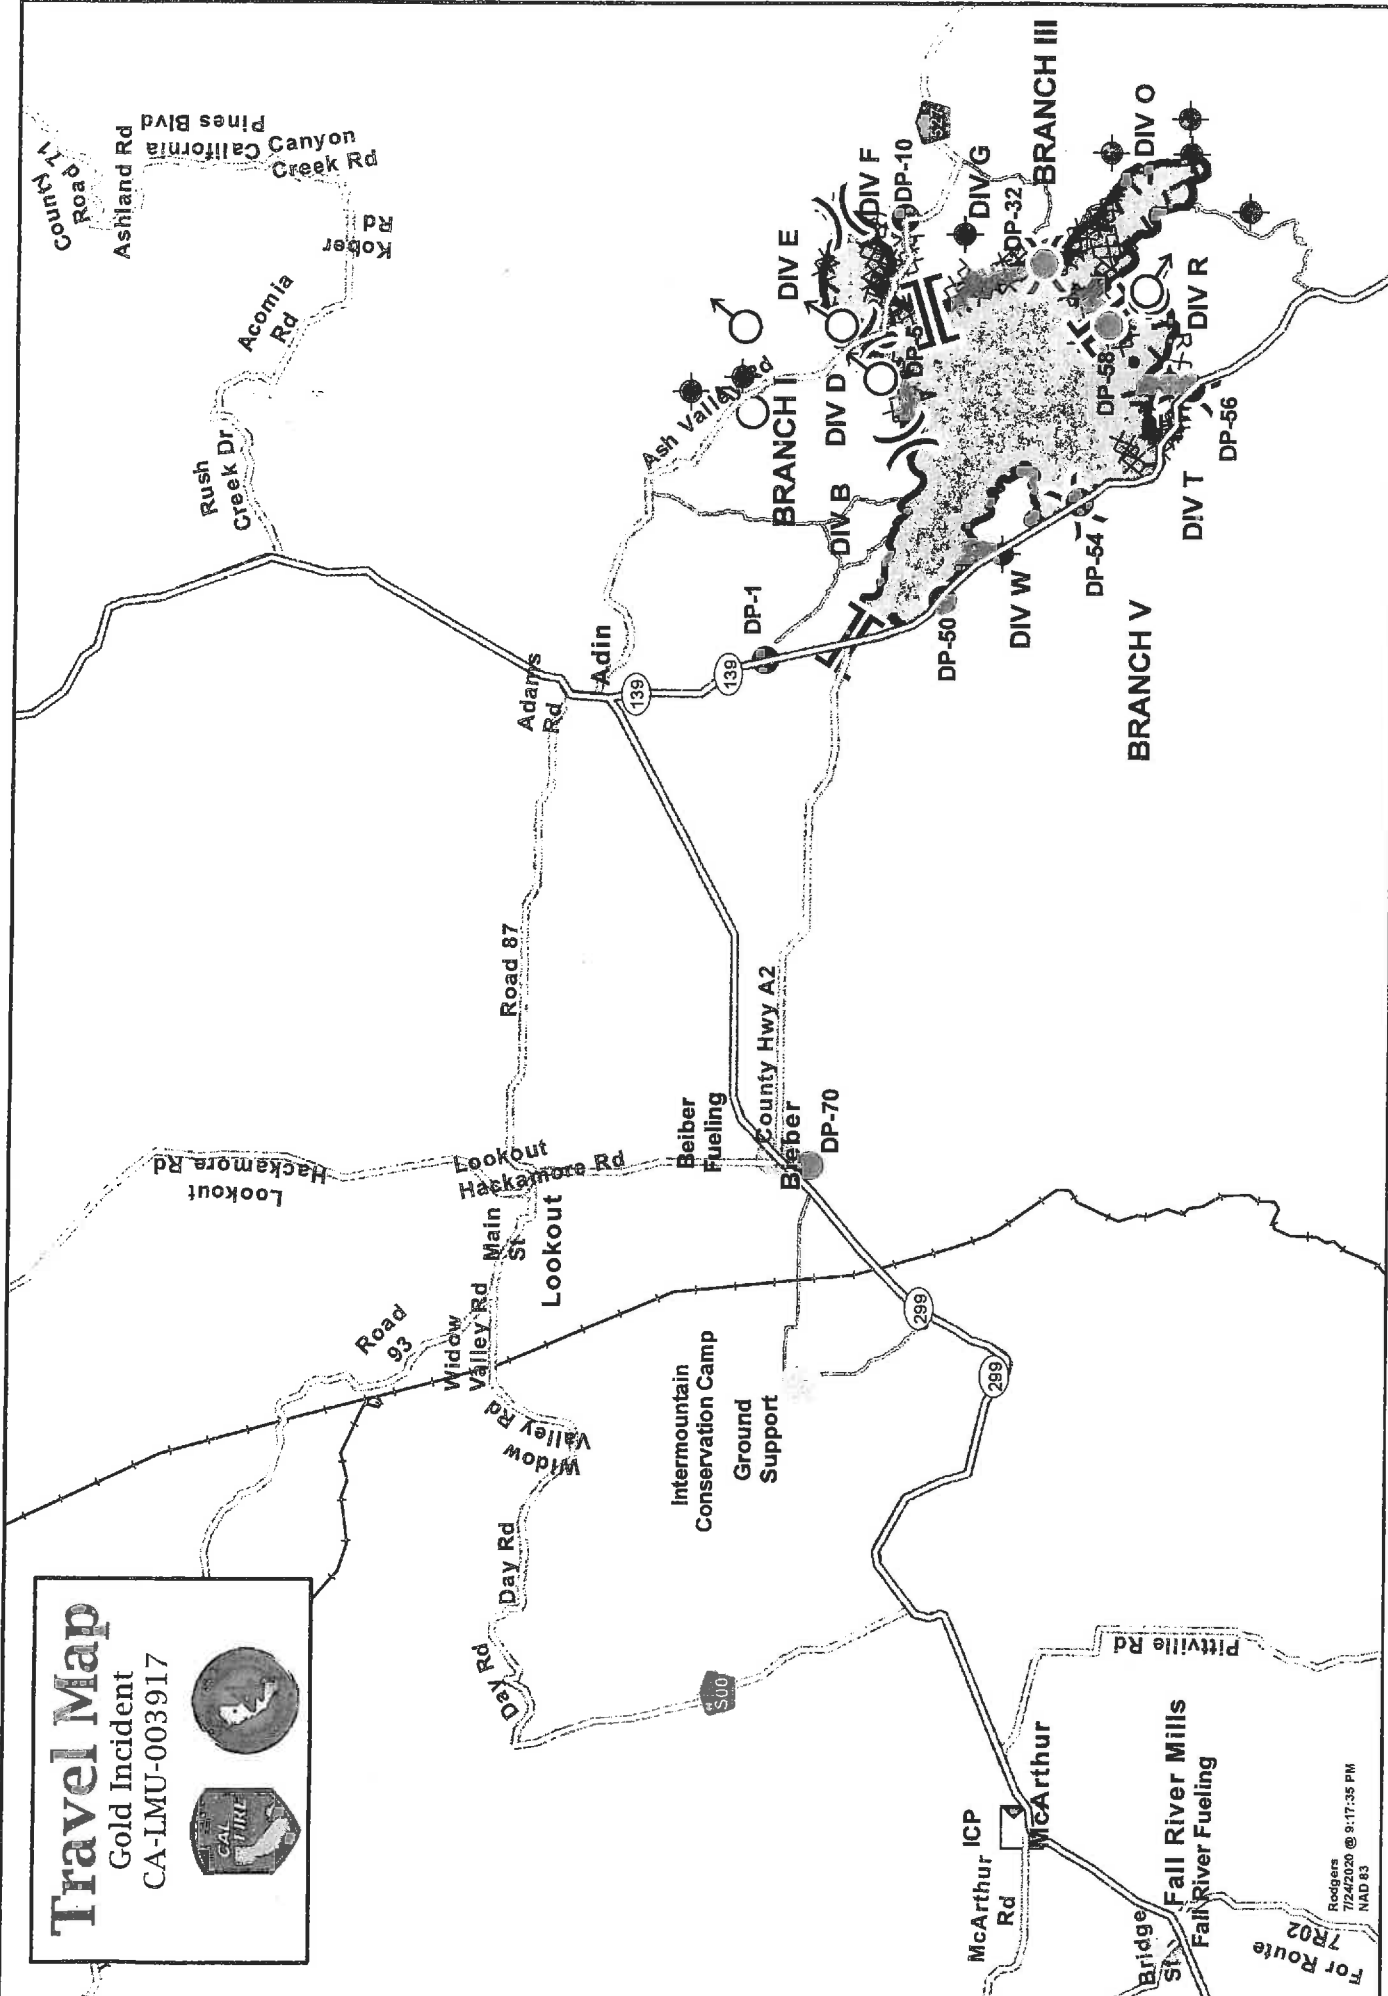 Travel Map
Gold Incident
CA-LMU-003917
CAL
FIRE
County 71
Road
Ashland Rd
California
Pines Blvd
Canyon
Creek Rd
Kober
Rd
Acomia
Rd
Rush
Creek Dr
Adams
Rd
Adin
139
139
Ash Valley Rd
BRANCH I
DIV B
DIV D
DIV E
DIV F
DP-10
DP-5
DIV G
DP-32
BRANCH III
DIV O
DIV R
DP-58
DP-56
DIV T
DP-54
DIV W
DP-50
DP-1
BRANCH V
Road 87
Lookout
Hackamore Rd
Lookout
Hackamore Rd
Main
St
Lookout
Beiber
Fueling
County Hwy A2
Bieber
DP-70
Road
93
Widow
Valley Rd
Widow
Valley Rd
Day Rd
Day Rd
Intermountain
Conservation Camp
Ground
Support
299
299
Pittville Rd
McArthur
ICP
McArthur
Rd
Fall River Mills
Fall River Fueling
Bridge
St
For Route
7R02
Rodgers
7/24/2020 @ 9:17:35 PM
NAD 83